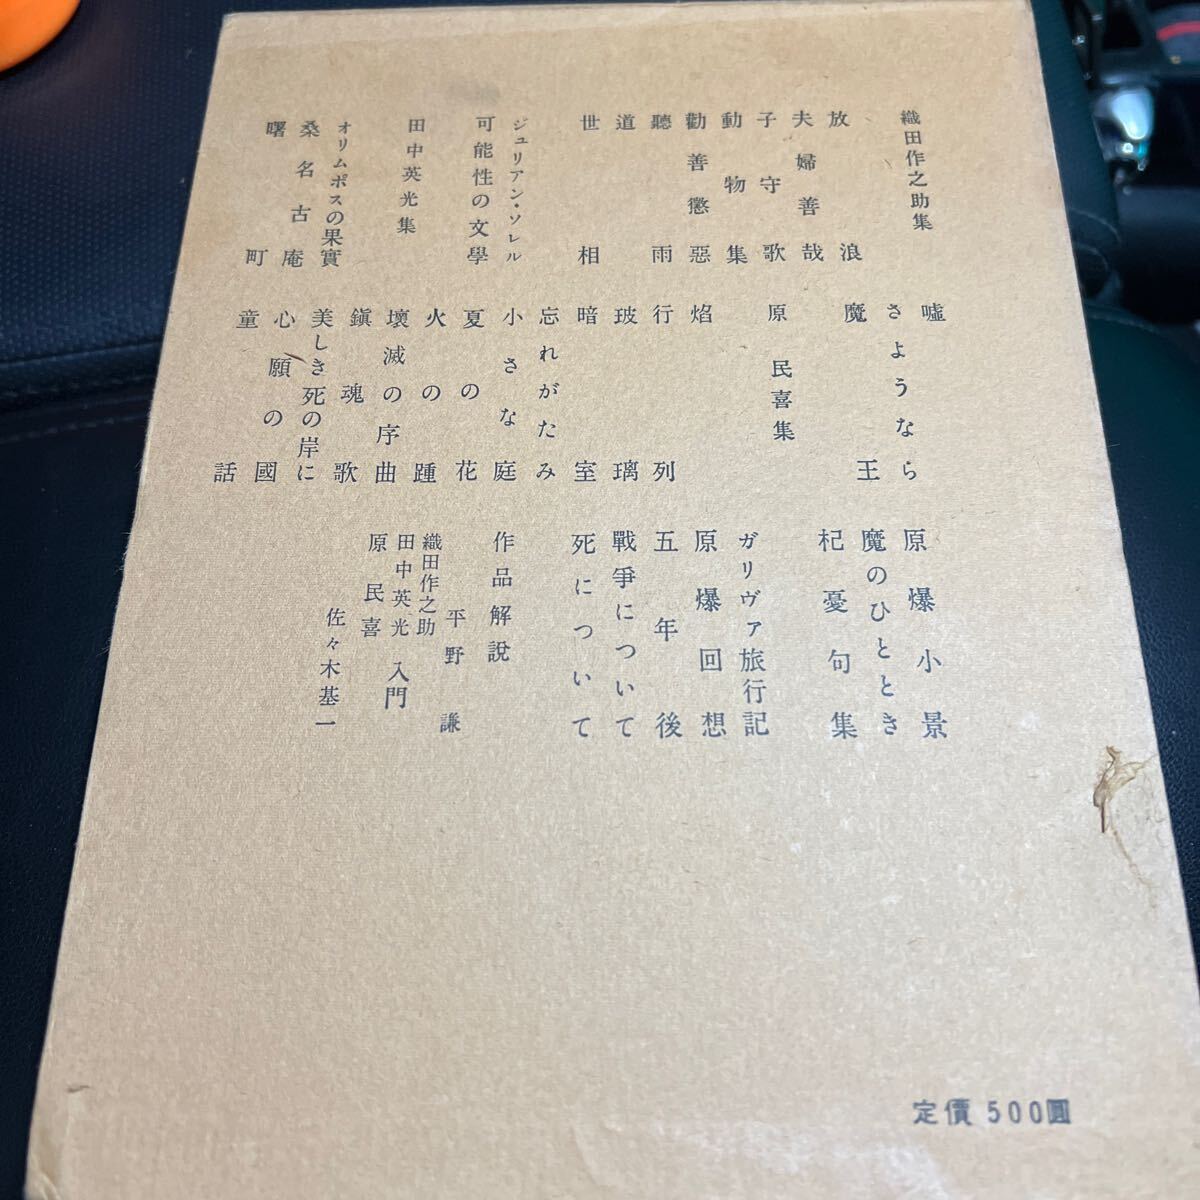 織田作之助集
放浪
夫婦善哉
子守歌
動物集
勸善懲惡
聽雨
道
世相
ジュリアン・ソレル
可能性の文學
田中英光集
オリムポスの果實
桑名古庵
曙町
嘘
さようなら
魔王
原民喜集
焰
行列
玻璃
暗室
忘れがたみ
小さな庭
夏の花
火の踵
壞滅の序曲
鎭魂歌
美しき死の岸に
心願の國
童話
原爆小景
魔のひととき
杞憂句集
ガリヴァ旅行記
原爆回想
五年後
戰爭について
死について
作品解說
平野謙
織田作之助
田中英光 入門
原民喜
佐々木基一
定價 500圓